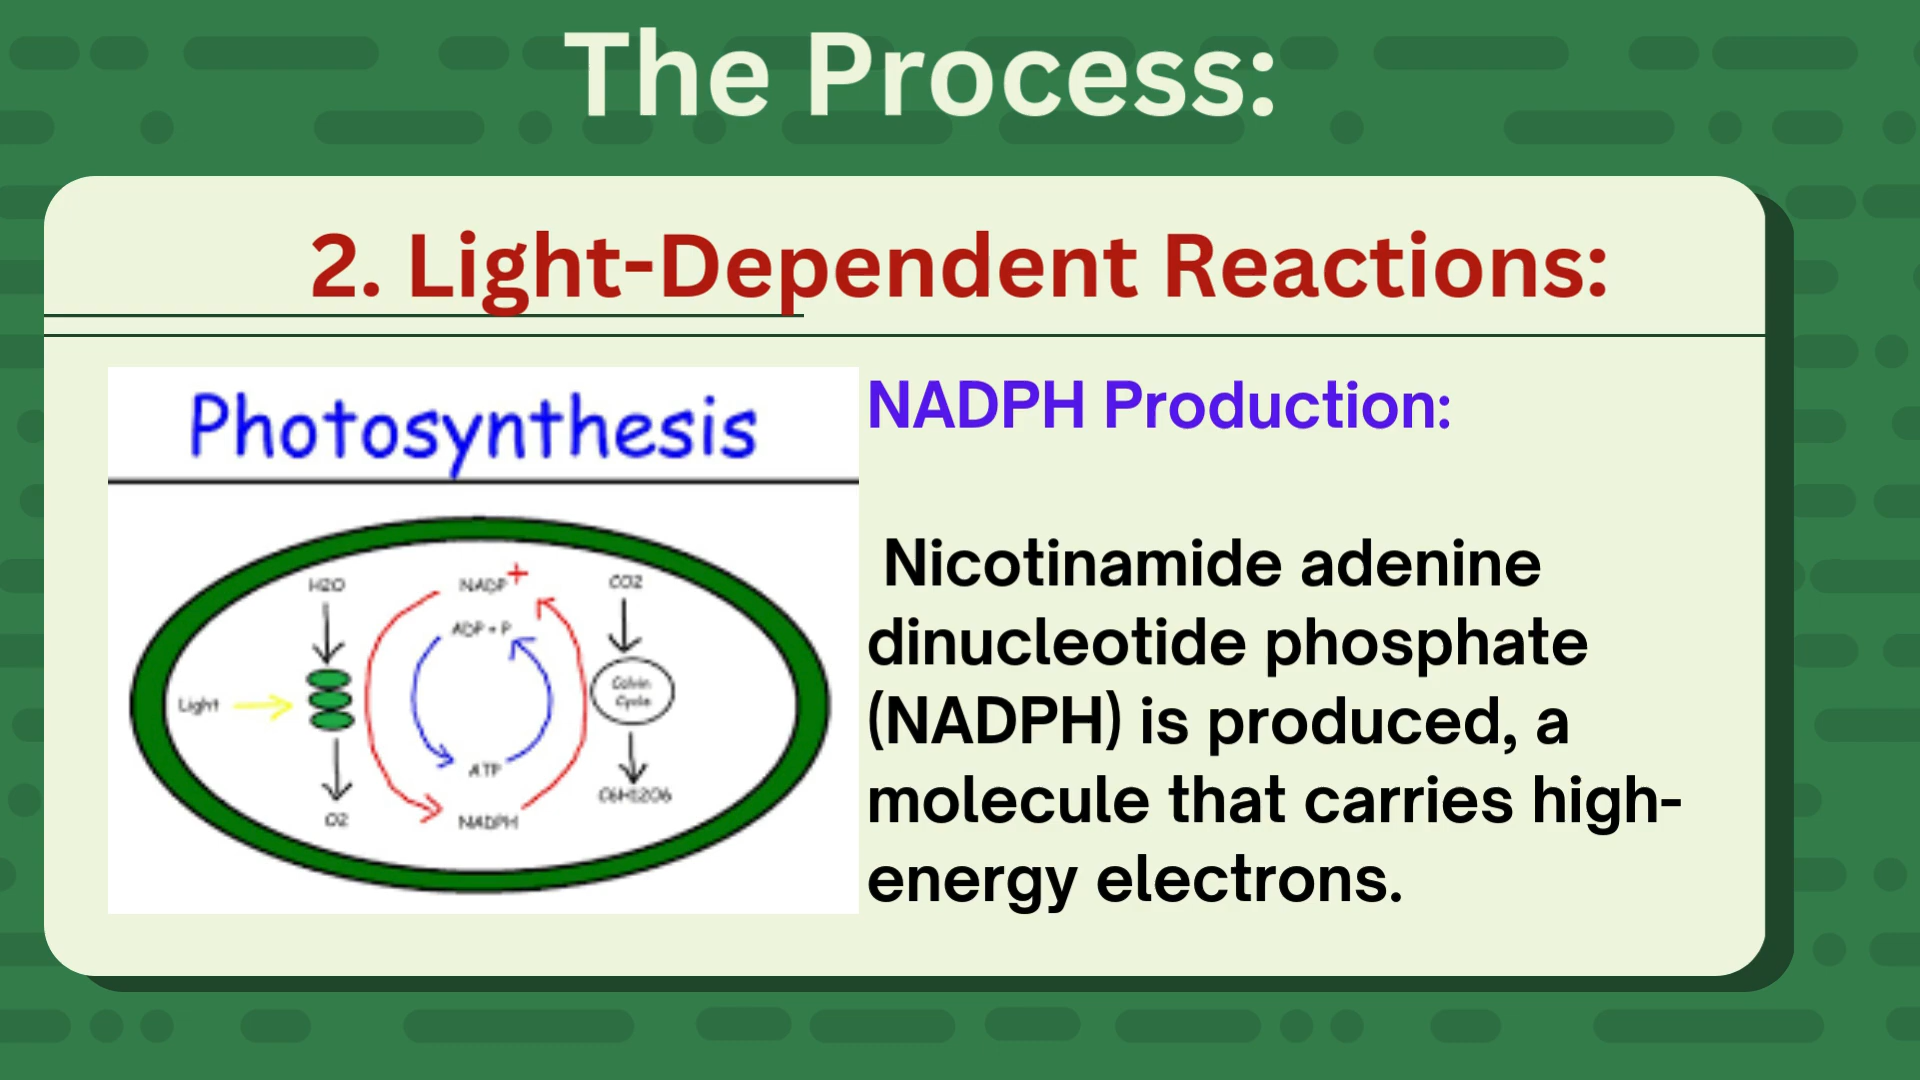 The Process:
2. Light-Dependent Reactions:
Photosynthesis
H2O
NADP+
CO2
ADP + P
Light
Calvin
Cycle
ATP
C6H12O6
O2
NADPH
NADPH Production:
Nicotinamide adenine
dinucleotide phosphate
(NADPH) is produced, a
molecule that carries high-
energy electrons.